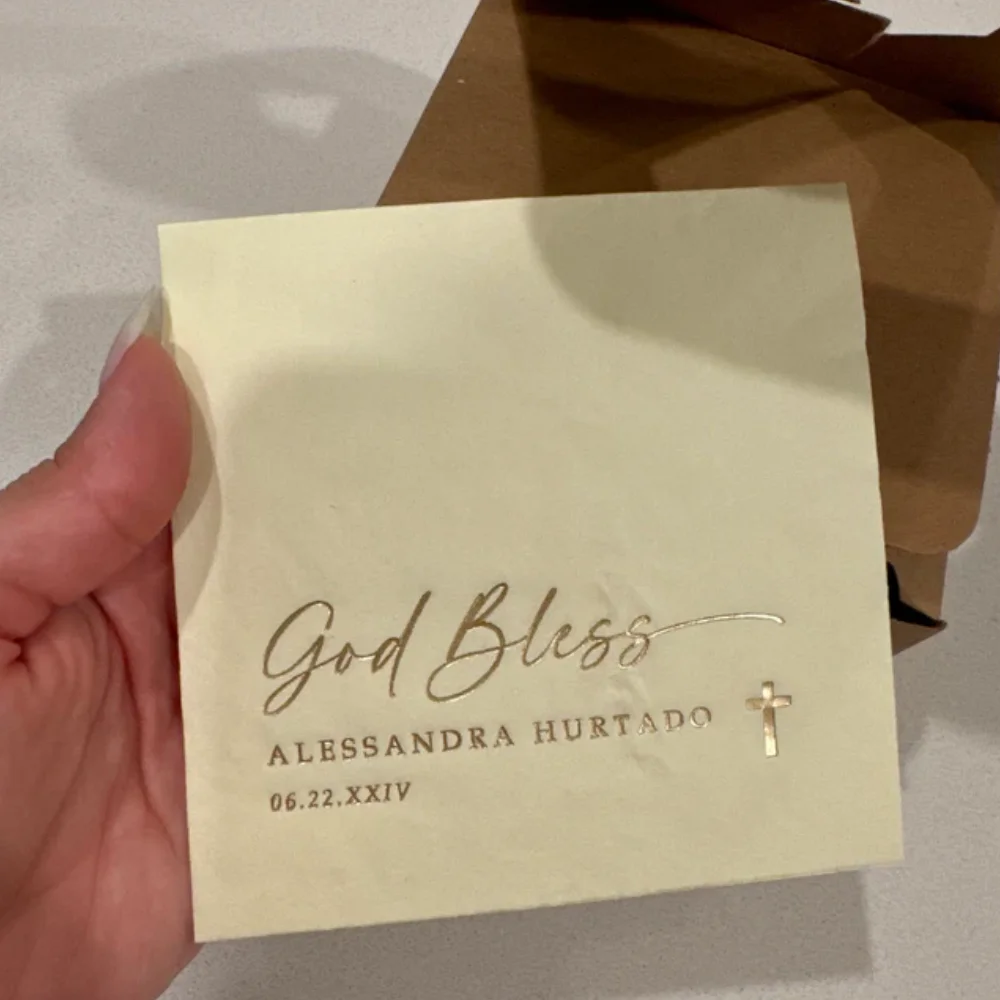 God Bless
ALESSANDRA HURTADO
06.22.XXIV